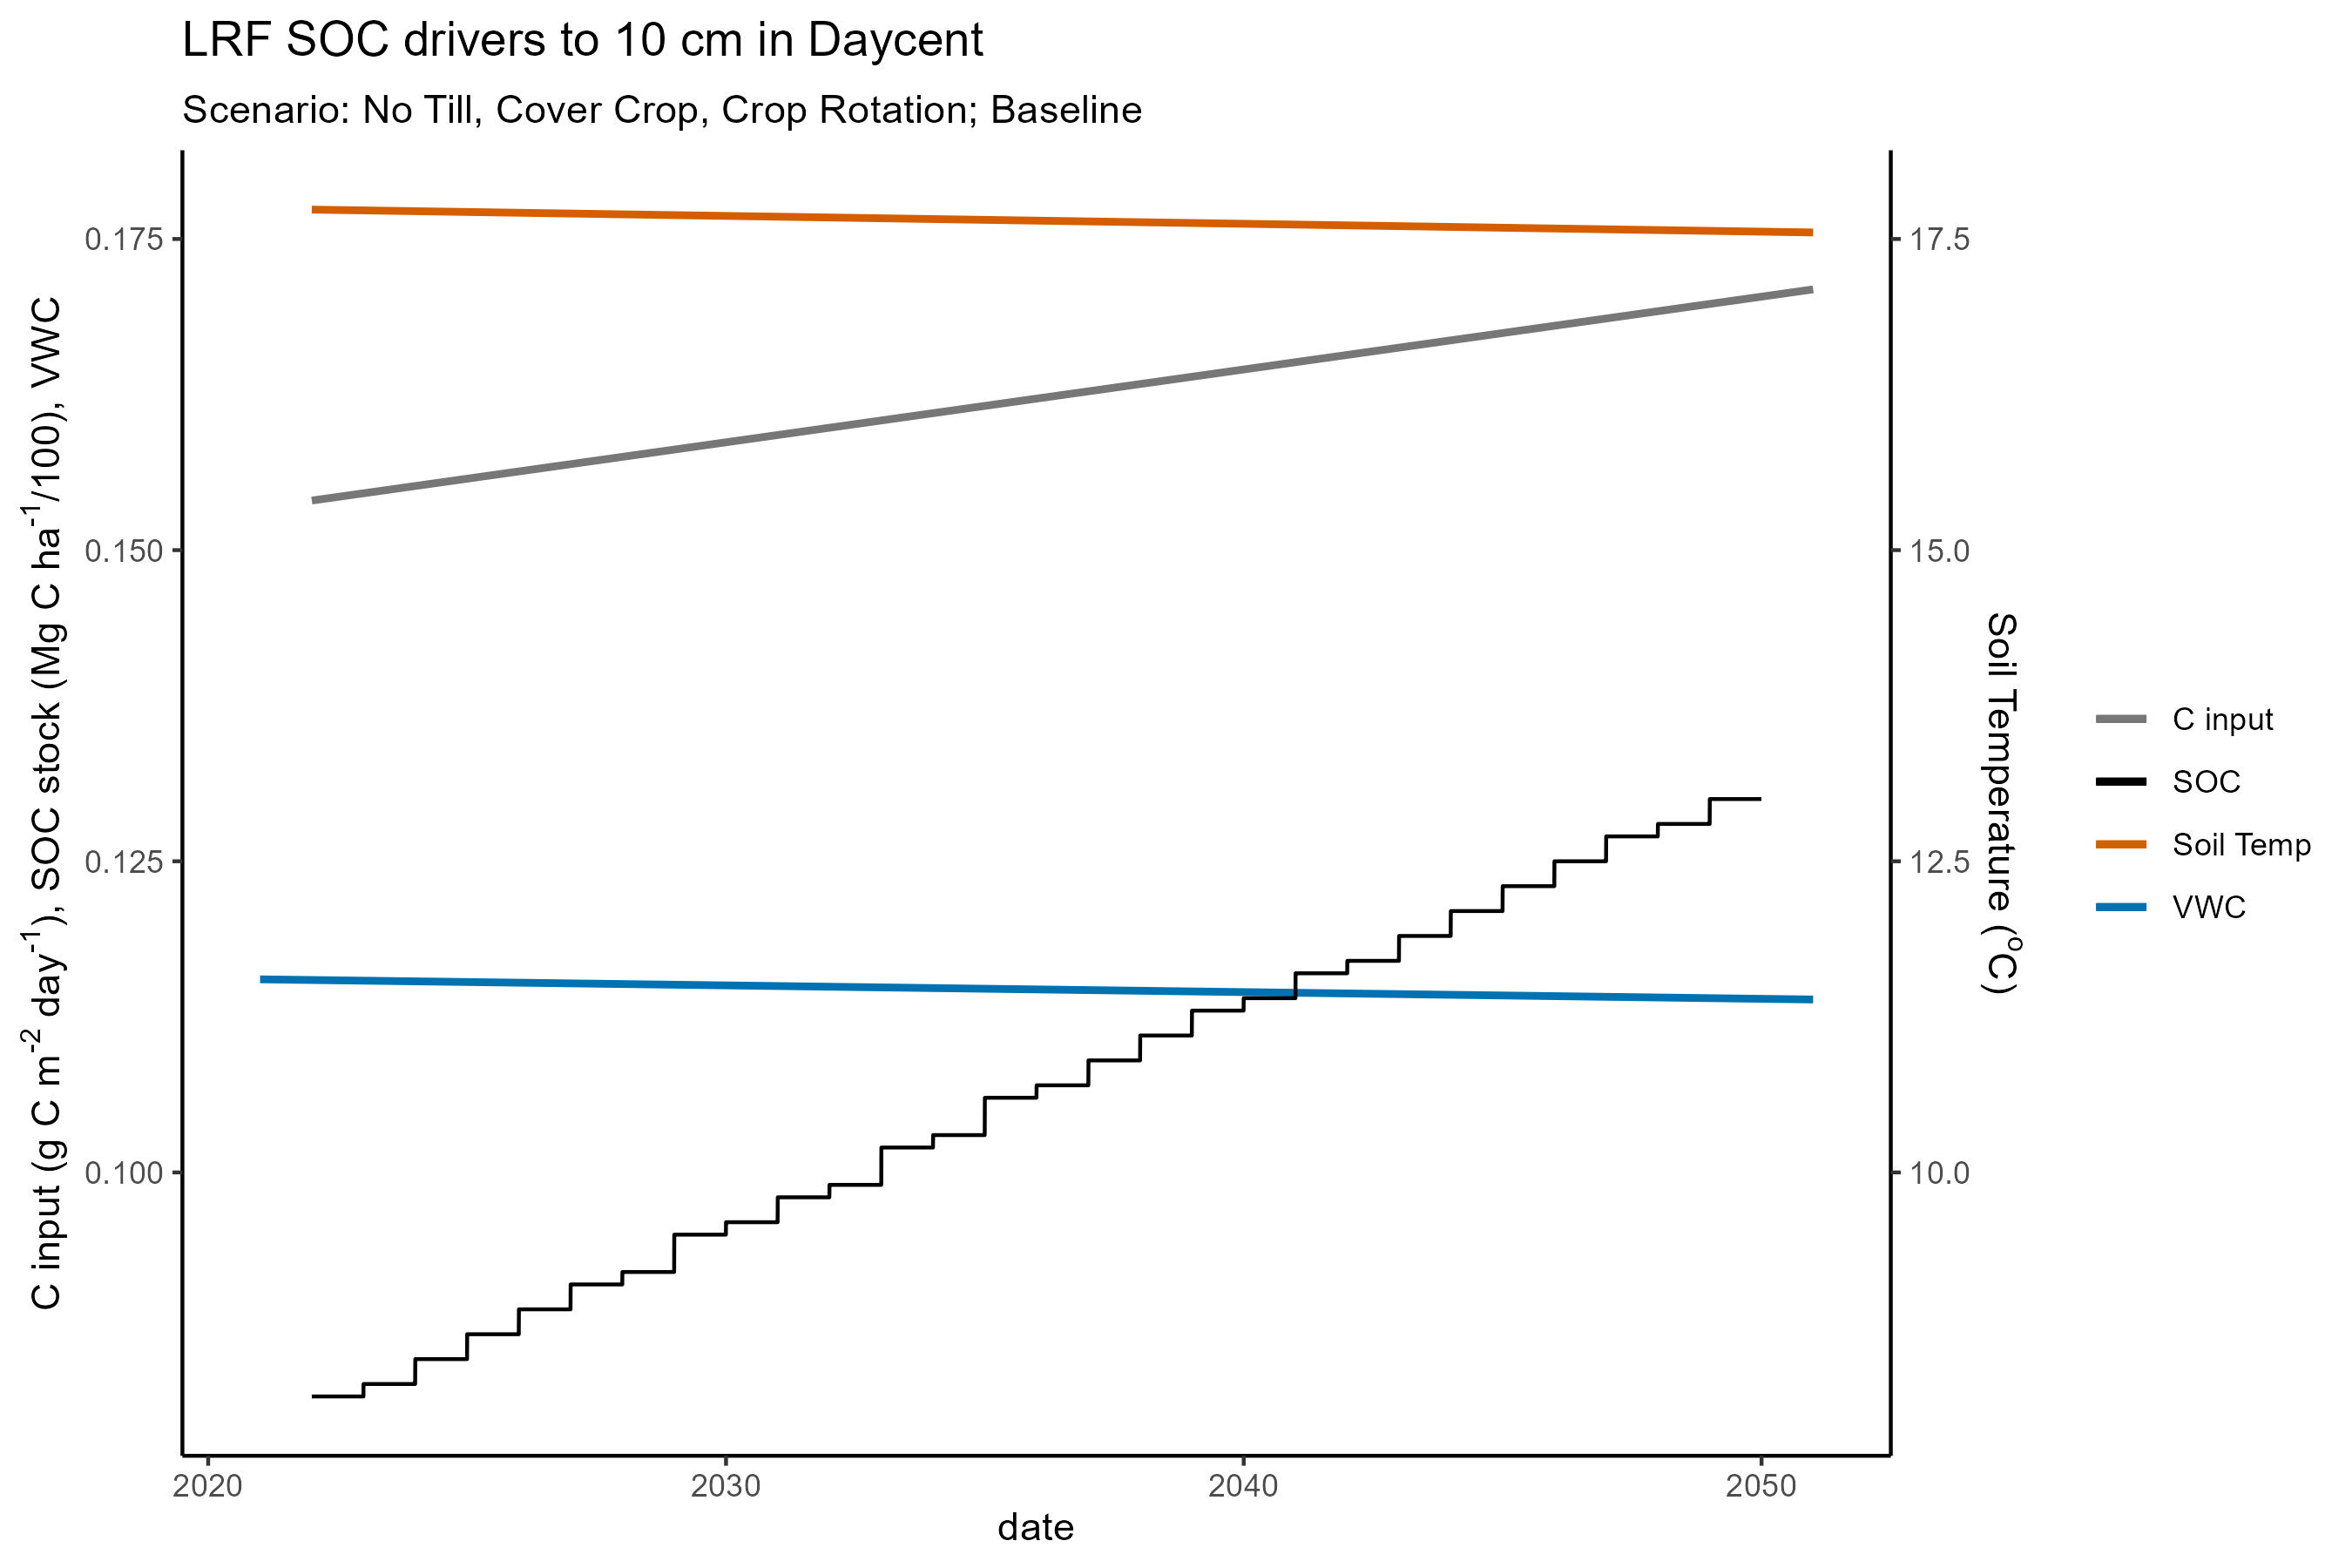 LRF SOC drivers to 10 cm in Daycent
Scenario: No Till, Cover Crop, Crop Rotation; Baseline
C input (g C m⁻² day⁻¹), SOC stock (Mg C ha⁻¹/100), VWC
0.175
0.150
0.125
0.100
17.5
15.0
12.5
10.0
Soil Temperature (°C)
C input
SOC
Soil Temp
VWC
2020
2030
2040
2050
date